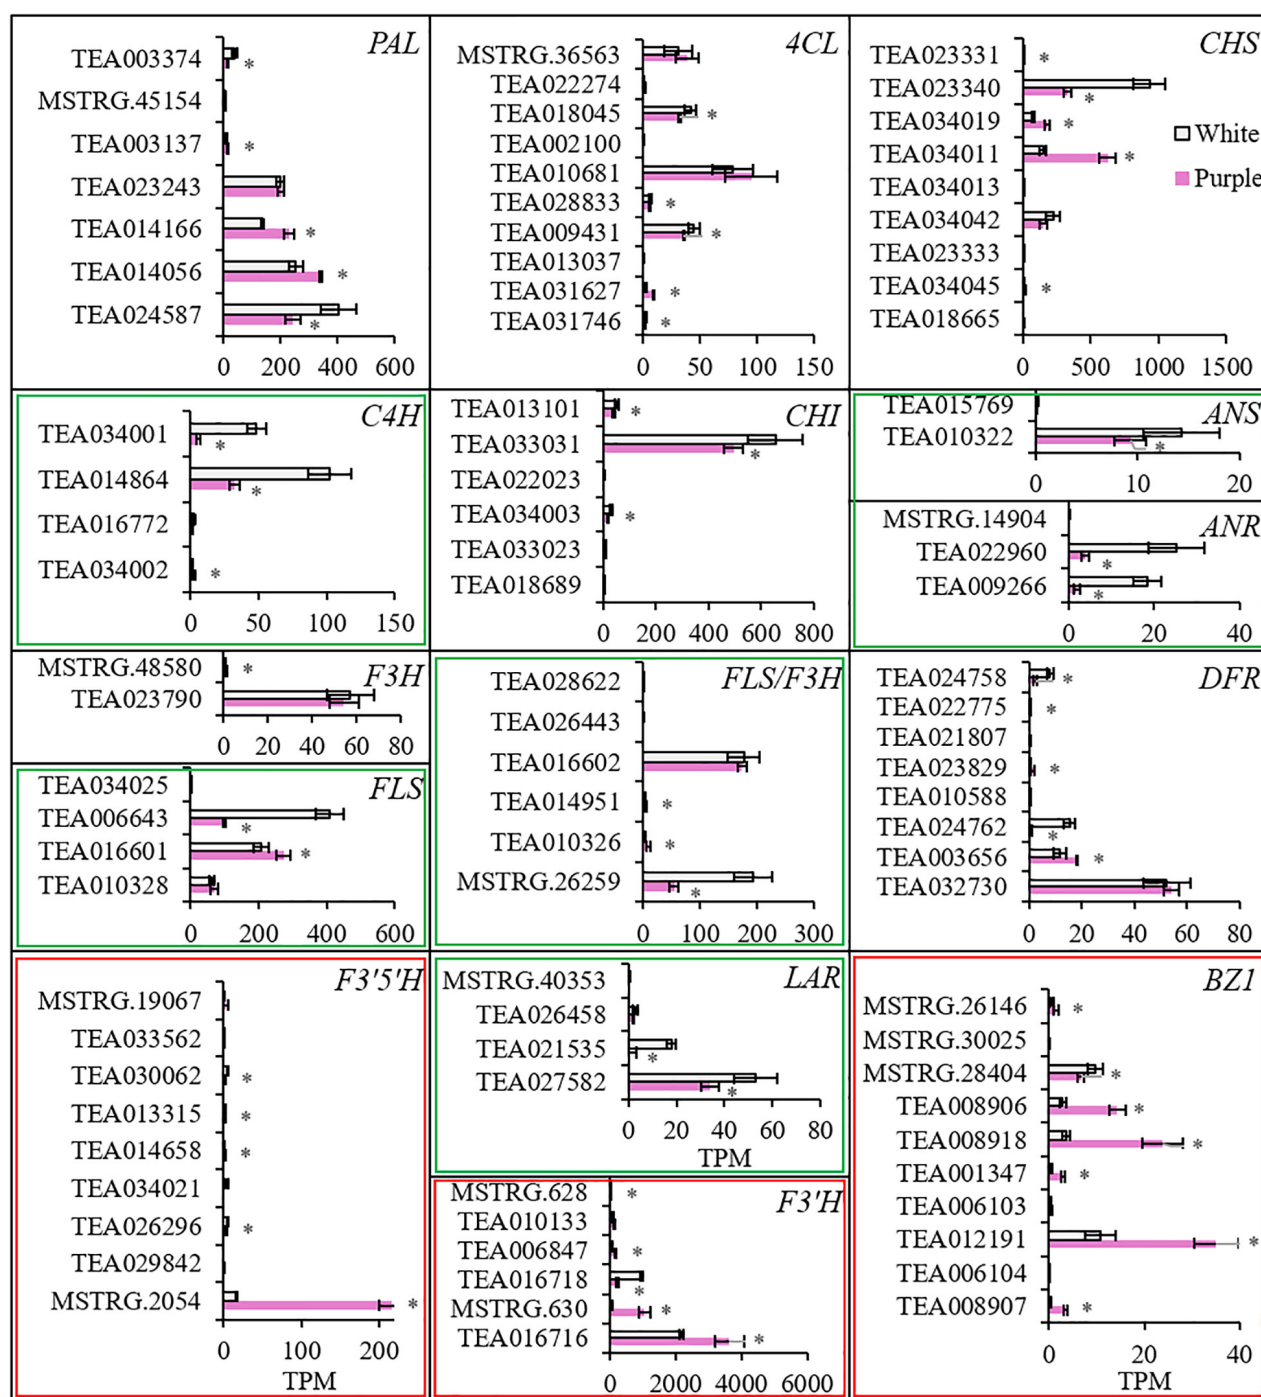 PAL
TEA003374 *
MSTRG.45154
TEA003137 *
TEA023243
TEA014166 *
TEA014056 *
TEA024587 *
0 200 400 600
4CL
MSTRG.36563
TEA022274
TEA018045 *
TEA002100
TEA010681
TEA028833 *
TEA009431 *
TEA013037
TEA031627 *
TEA031746 *
0 50 100 150
CHS
TEA023331 *
TEA023340 *
TEA034019 *
TEA034011 *
TEA034013
TEA034042
TEA023333
TEA034045 *
TEA018665
0 500 1000 1500
White
Purple
C4H
TEA034001 *
TEA014864 *
TEA016772
TEA034002 *
0 50 100 150
CHI
TEA013101 *
TEA033031 *
TEA022023
TEA034003 *
TEA033023
TEA018689
0 200 400 600 800
ANS
TEA015769
TEA010322 *
0 10 20
ANR
MSTRG.14904
TEA022960 *
TEA009266 *
0 20 40
F3H
MSTRG.48580 *
TEA023790
0 20 40 60 80
FLS
TEA034025
TEA006643 *
TEA016601 *
TEA010328
0 200 400 600
FLS/F3H
TEA028622
TEA026443
TEA016602
TEA014951 *
TEA010326 *
MSTRG.26259 *
0 100 200 300
DFR
TEA024758 *
TEA022775 *
TEA021807
TEA023829 *
TEA010588
TEA024762 *
TEA003656 *
TEA032730
0 20 40 60 80
F3'5'H
MSTRG.19067
TEA033562
TEA030062 *
TEA013315 *
TEA014658 *
TEA034021
TEA026296 *
TEA029842
MSTRG.2054 *
0 100 200
TPM
LAR
MSTRG.40353
TEA026458
TEA021535 *
TEA027582 *
0 20 40 60 80
TPM
F3'H
MSTRG.628 *
TEA010133
TEA006847 *
TEA016718 *
MSTRG.630 *
TEA016716 *
0 2000 4000 6000
BZ1
MSTRG.26146 *
MSTRG.30025
MSTRG.28404 *
TEA008906 *
TEA008918 *
TEA001347 *
TEA006103
TEA012191 *
TEA006104
TEA008907 *
0 20 40
TPM